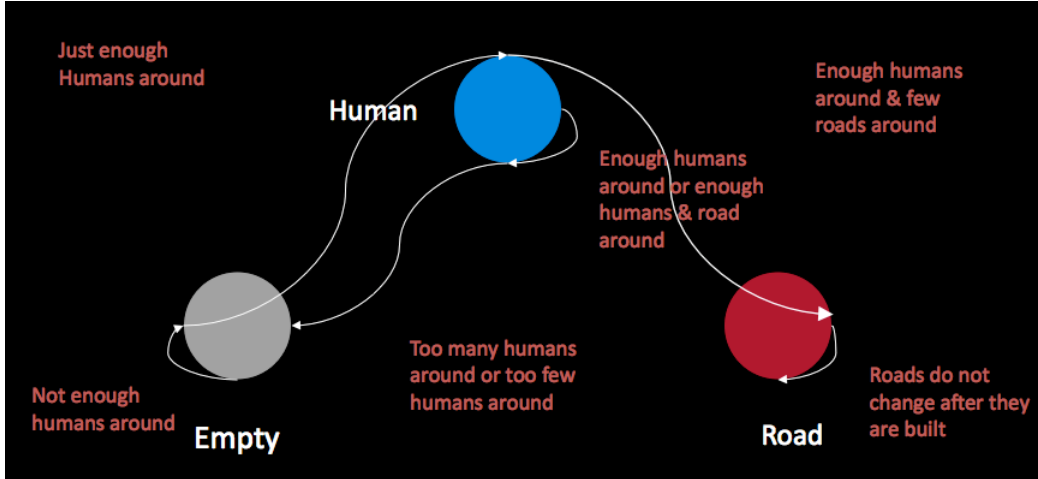 Just enough
Humans around
Human
Enough humans
around & few
roads around
Enough humans
around or enough
humans & road
around
Not enough
humans around
Empty
Too many humans
around or too few
humans around
Road
Roads do not
change after they
are built